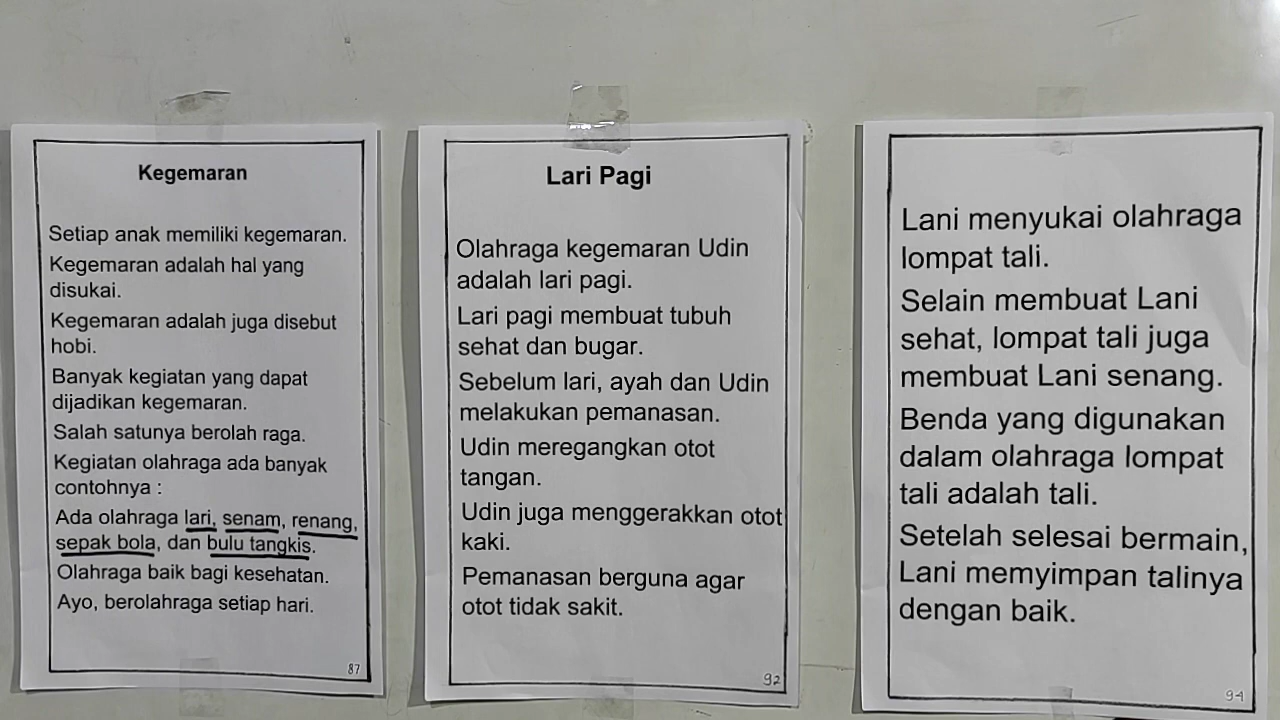 Kegemaran
Setiap anak memiliki kegemaran.
Kegemaran adalah hal yang
disukai.
Kegemaran adalah juga disebut
hobi.
Banyak kegiatan yang dapat
dijadikan kegemaran.
Salah satunya berolah raga.
Kegiatan olahraga ada banyak
contohnya :
Ada olahraga lari, senam, renang,
sepak bola, dan bulu tangkis.
Olahraga baik bagi kesehatan.
Ayo, berolahraga setiap hari.
87
Lari Pagi
Olahraga kegemaran Udin
adalah lari pagi.
Lari pagi membuat tubuh
sehat dan bugar.
Sebelum lari, ayah dan Udin
melakukan pemanasan.
Udin meregangkan otot
tangan.
Udin juga menggerakkan otot
kaki.
Pemanasan berguna agar
otot tidak sakit.
92
Lani menyukai olahraga
lompat tali.
Selain membuat Lani
sehat, lompat tali juga
membuat Lani senang.
Benda yang digunakan
dalam olahraga lompat
tali adalah tali.
Setelah selesai bermain,
Lani memyimpan talinya
dengan baik.
94